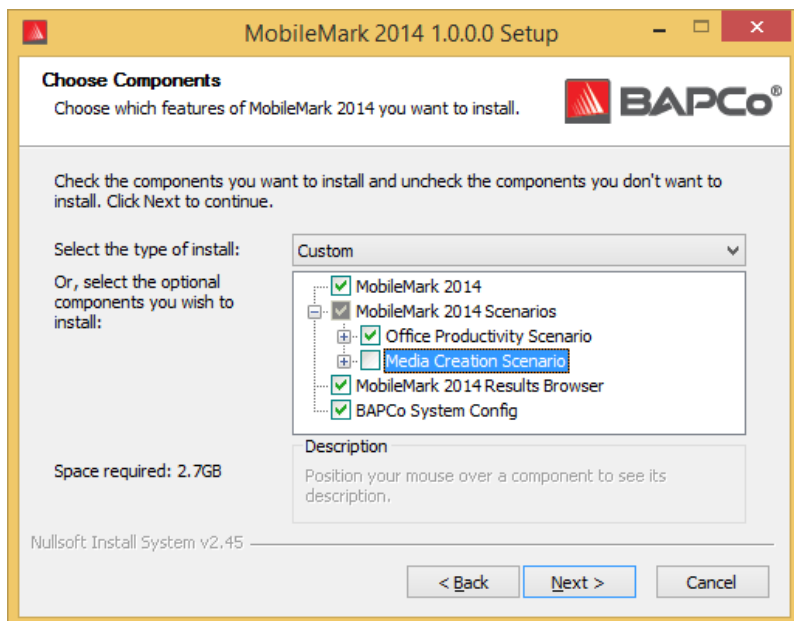 MobileMark 2014 1.0.0.0 Setup
Choose Components
Choose which features of MobileMark 2014 you want to install.
BAPCo®
Check the components you want to install and uncheck the components you don't want to
install. Click Next to continue.
Select the type of install:
Custom
Or, select the optional
components you wish to
install:
MobileMark 2014
MobileMark 2014 Scenarios
Office Productivity Scenario
Media Creation Scenario
MobileMark 2014 Results Browser
BAPCo System Config
Space required: 2.7GB
Description
Position your mouse over a component to see its
description.
Nullsoft Install System v2.45
< Back
Next >
Cancel